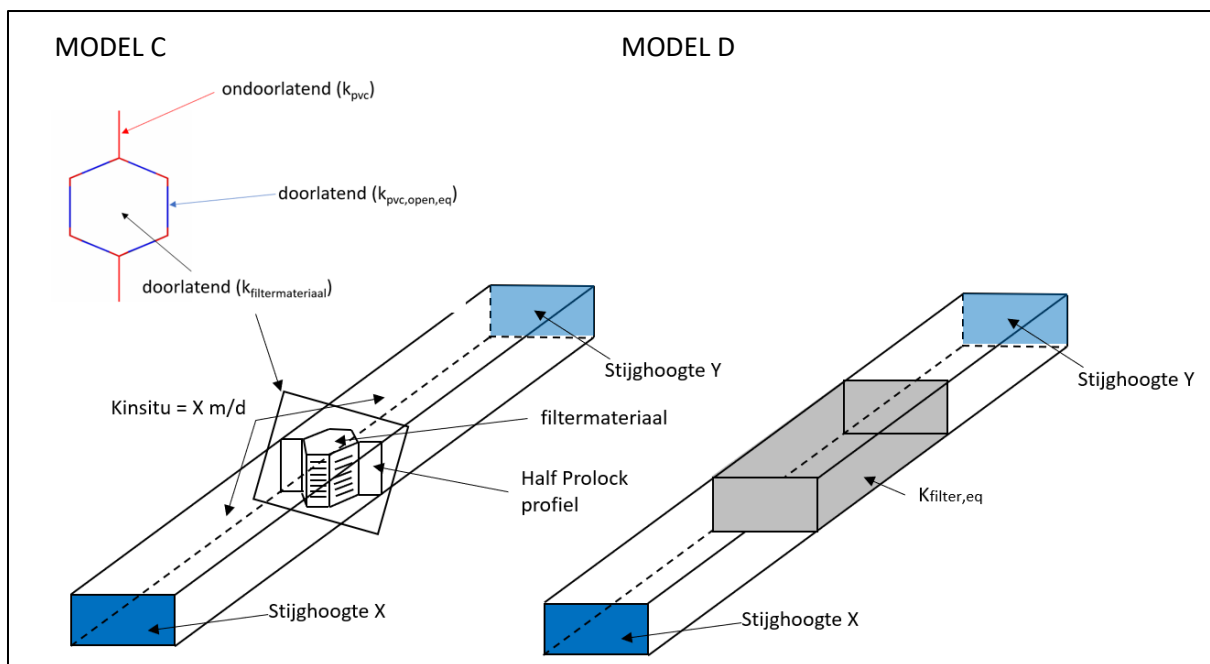 MODEL C
MODEL D
ondoorlatend (kpvc)
doorlatend (kpvc,open,eq)
doorlatend (kfiltermateriaal)
Stijghoogte Y
Stijghoogte Y
Kinsitu = X m/d
filtermateriaal
Half Prolock
profiel
Kfilter,eq
Stijghoogte X
Stijghoogte X